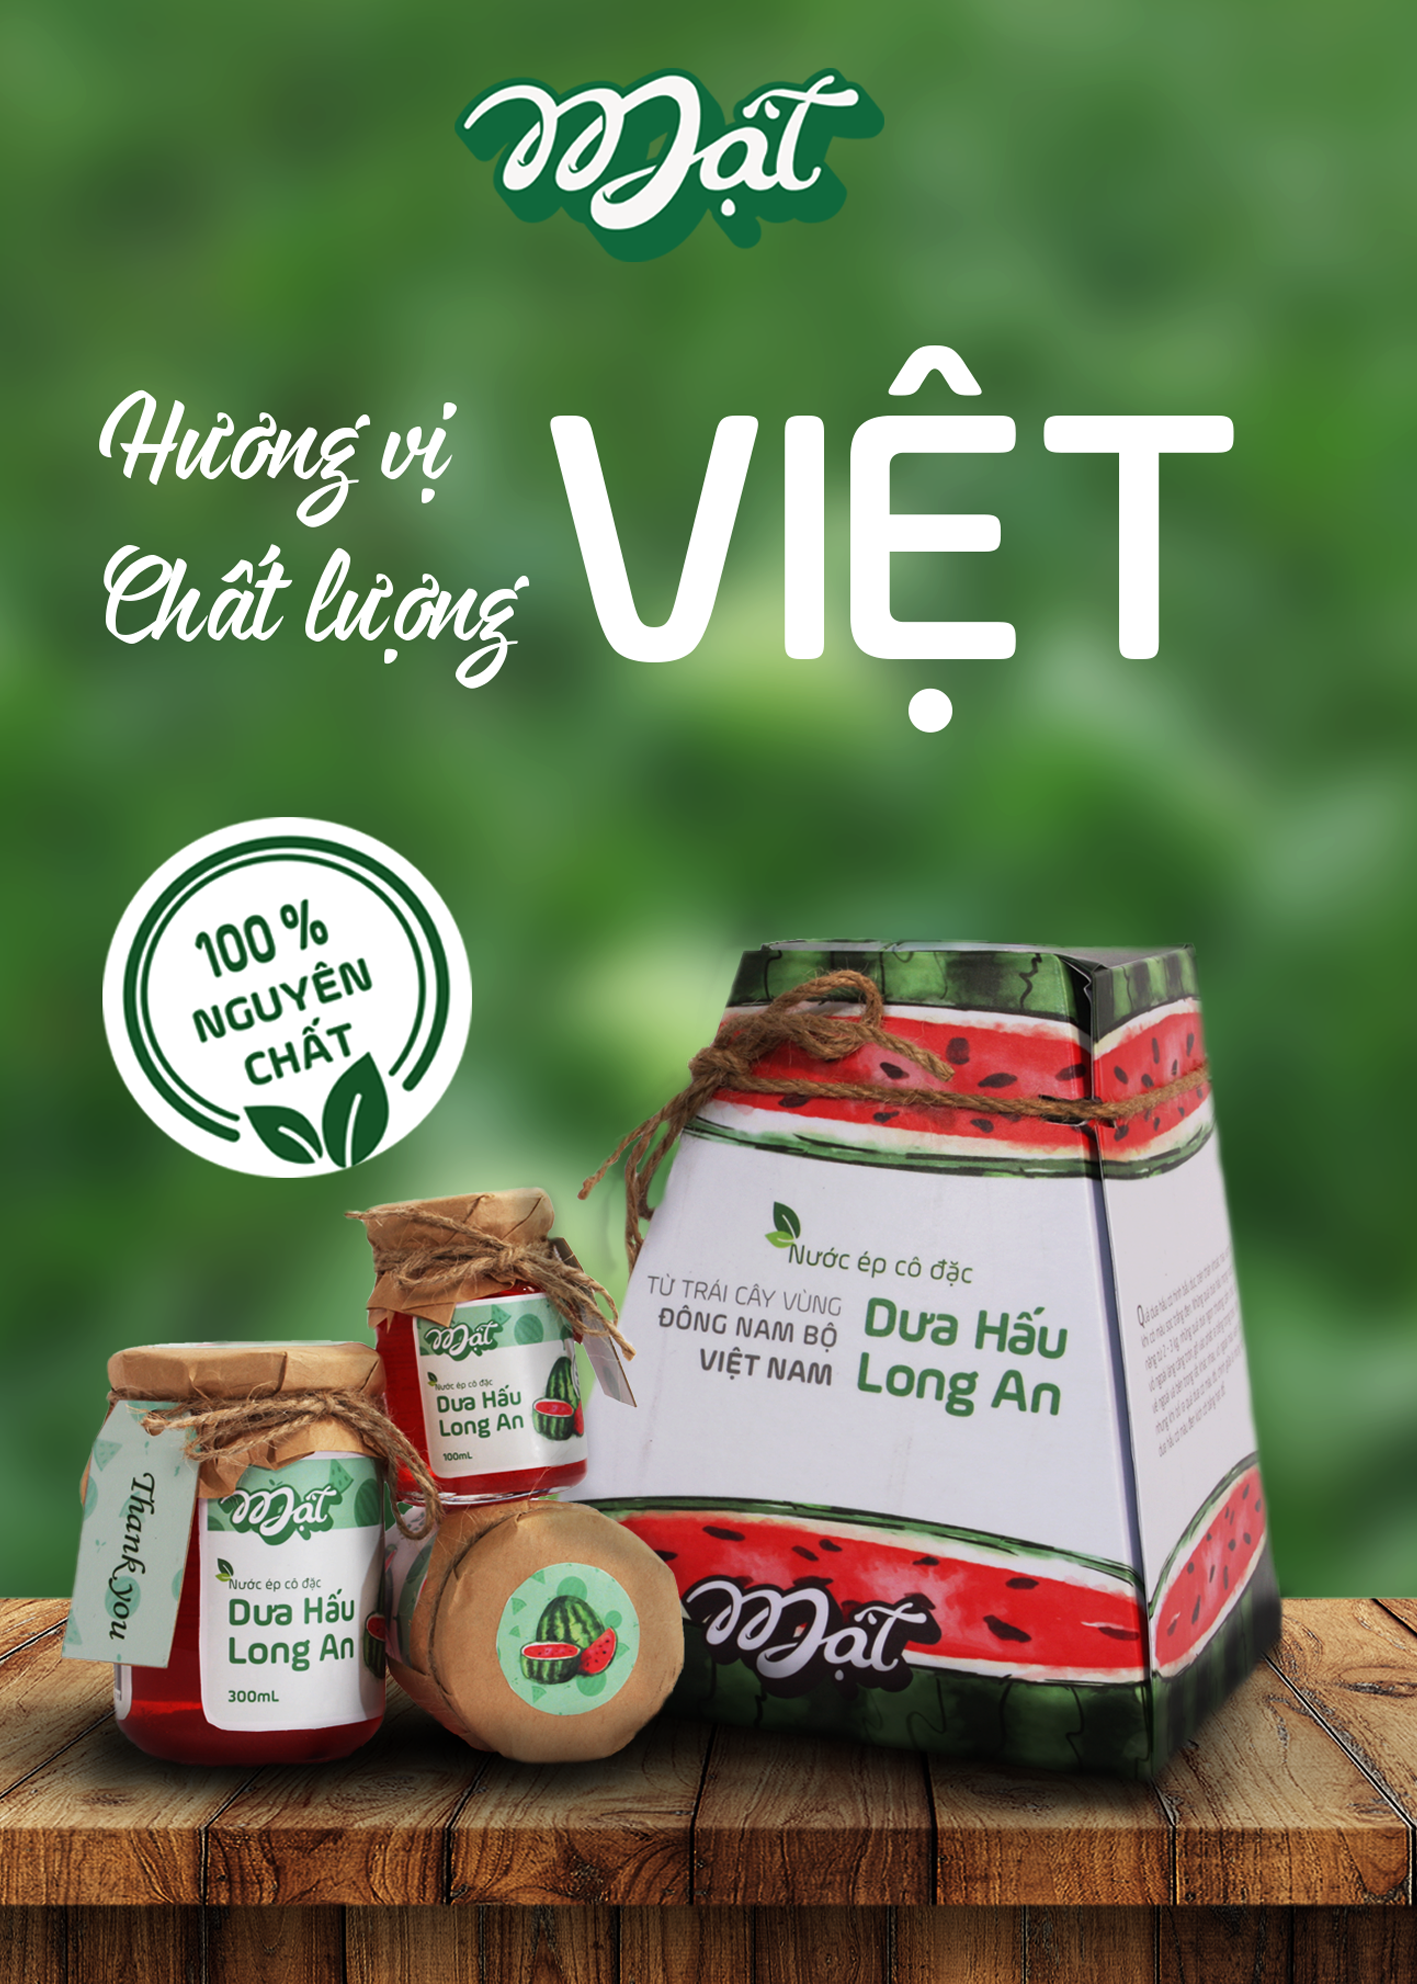 Mật
Hương vị
Chất lượng
VIỆT
100 %
NGUYÊN
CHẤT
Nước ép cô đặc
TỪ TRÁI CÂY VÙNG
ĐÔNG NAM BỘ
VIỆT NAM
Dưa Hấu
Long An
Mật
Mật
Nước ép cô đặc
Dưa Hấu
Long An
100mL
Thank you
Mật
Nước ép cô đặc
Dưa Hấu
Long An
300mL